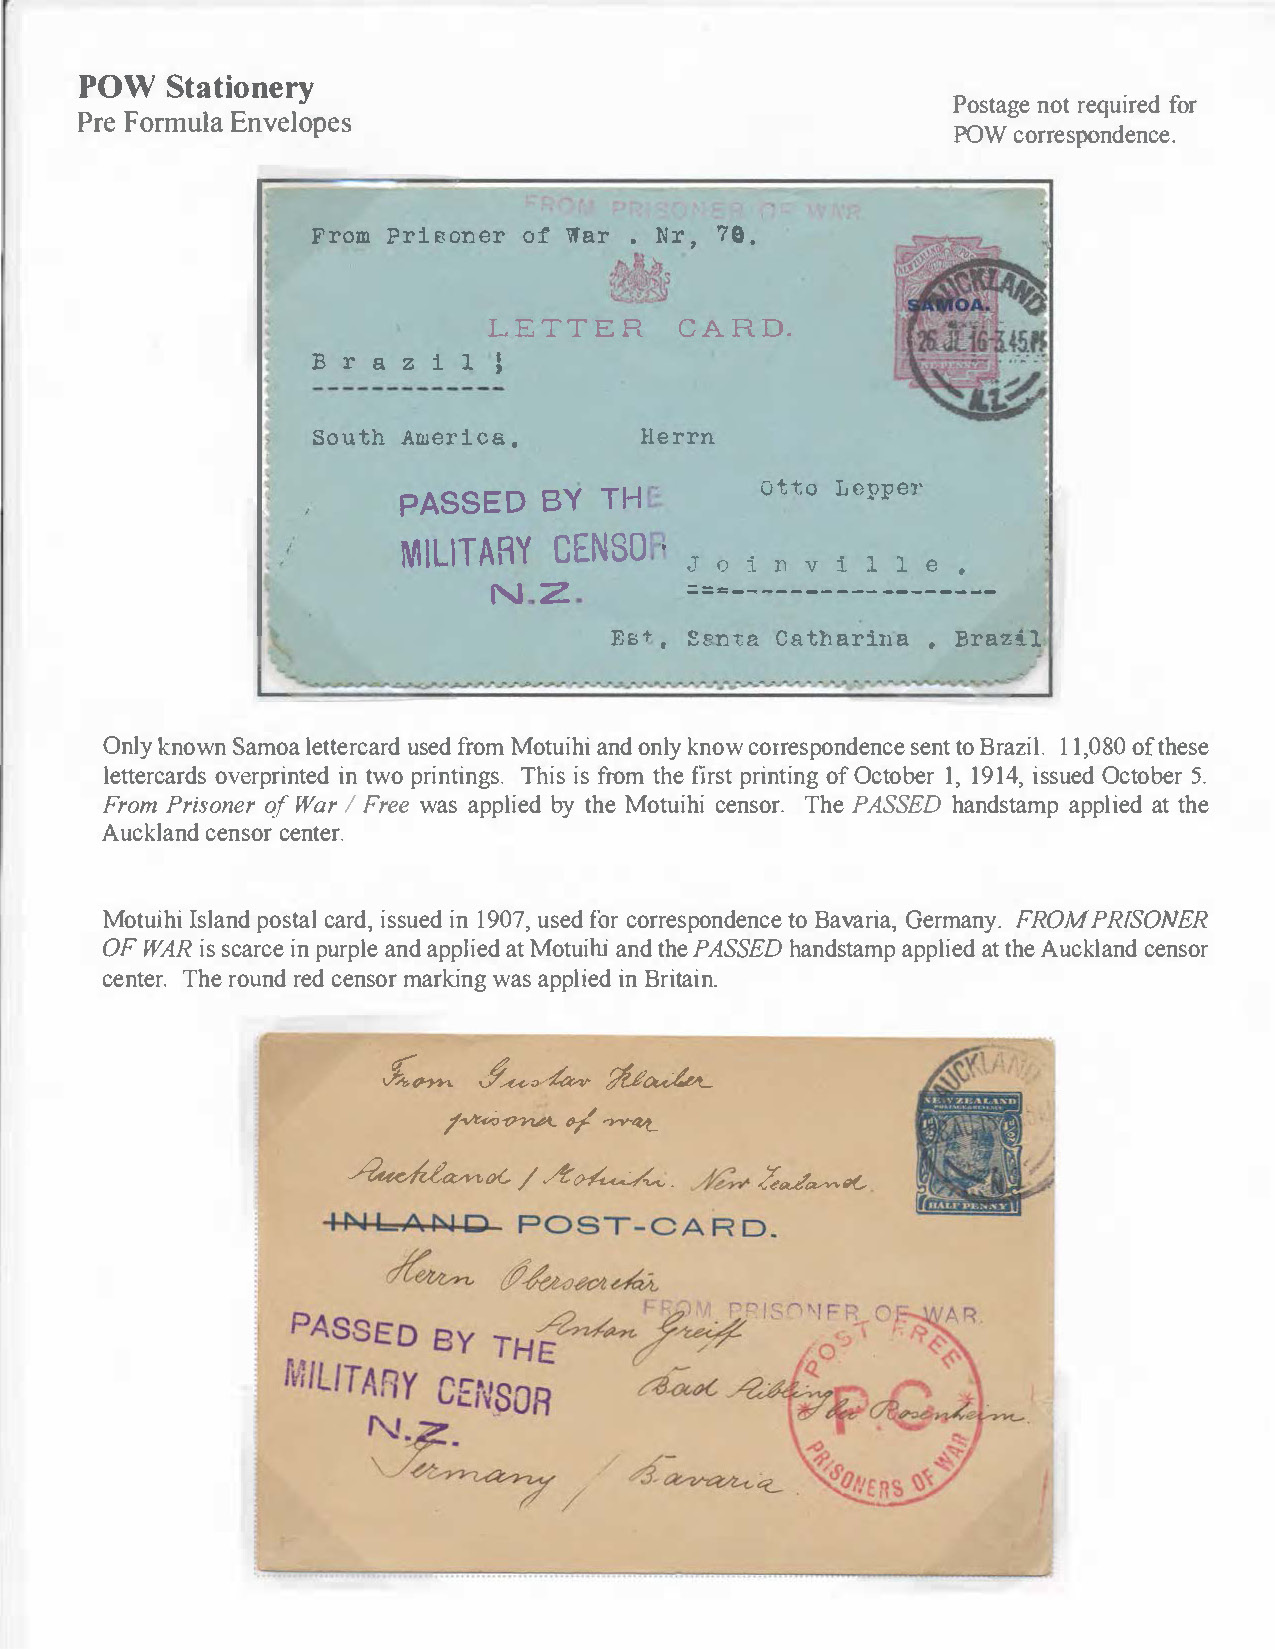 POW Stationery
Pre Formula Envelopes
Postage not required for
POW correspondence.
FROM PRISONER OF WAR
From Prisoner of War . Nr, 70.
LETTER CARD.
SAMOA.
AUCKLAND
26 JL 16-3.45 PM
N.Z.
Brazil;
South America. Herrn
Otto Lepper
PASSED BY THE
MILITARY CENSOR
N.Z.
Joinville.
Est, Santa Catharina , Brazil
Only known Samoa lettercard used from Motuihi and only know correspondence sent to Brazil. 11,080 of these
lettercards overprinted in two printings. This is from the first printing of October 1, 1914, issued October 5.
From Prisoner of War / Free was applied by the Motuihi censor. The PASSED handstamp applied at the
Auckland censor center.
Motuihi Island postal card, issued in 1907, used for correspondence to Bavaria, Germany. FROM PRISONER
OF WAR is scarce in purple and applied at Motuihi and the PASSED handstamp applied at the Auckland censor
center. The round red censor marking was applied in Britain.
From Gustav Klaiber
prisoner of war
Auckland / Motuihi. New Zealand.
AUCKLAND
NEW ZEALAND
HALF PENNY
INLAND POST-CARD.
Herrn Obersecretär
FROM PRISONER OF WAR.
Anton Greiff
PASSED BY THE
MILITARY CENSOR
N.Z.
Bad Aibling
bei Rosenheim.
POST FREE
P.C.
PRISONERS OF WAR
Germany / Bavaria.